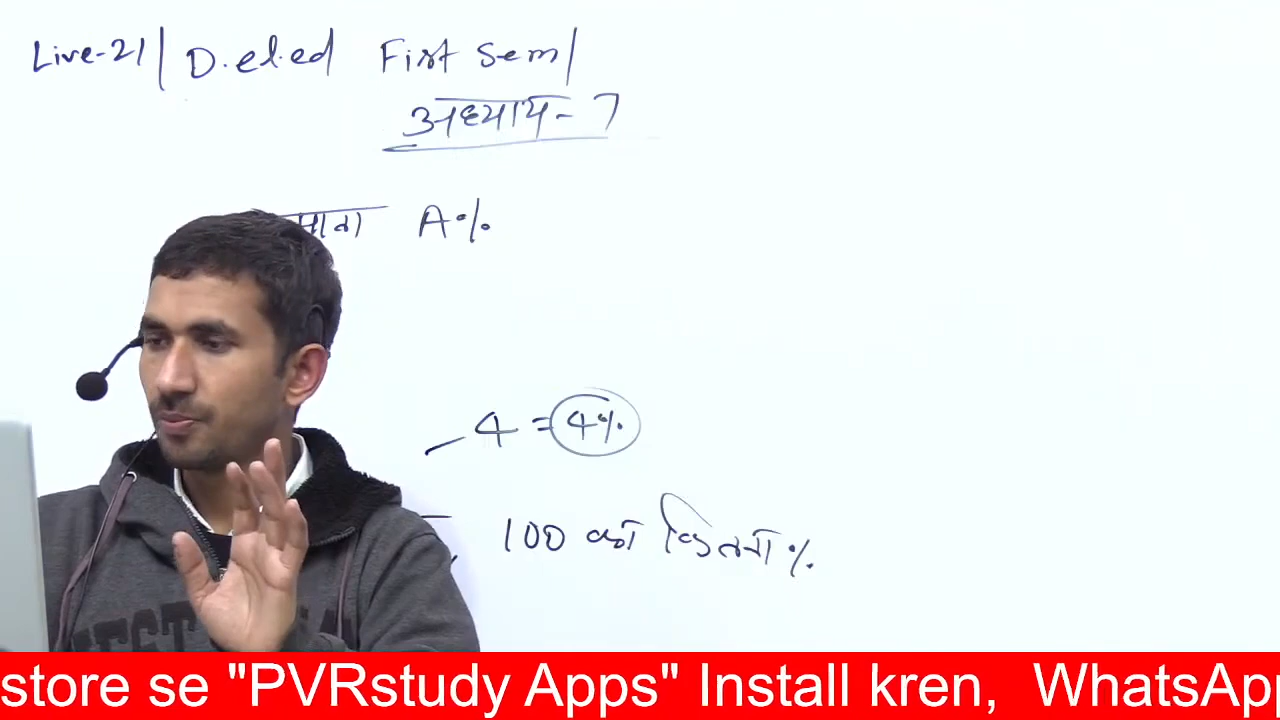 Live-21/ D.el.ed First Sem/
अध्याय- 7
माना A%
4 = 4%
100 का कितना %
store se "PVRstudy Apps" Install kren, WhatsApp